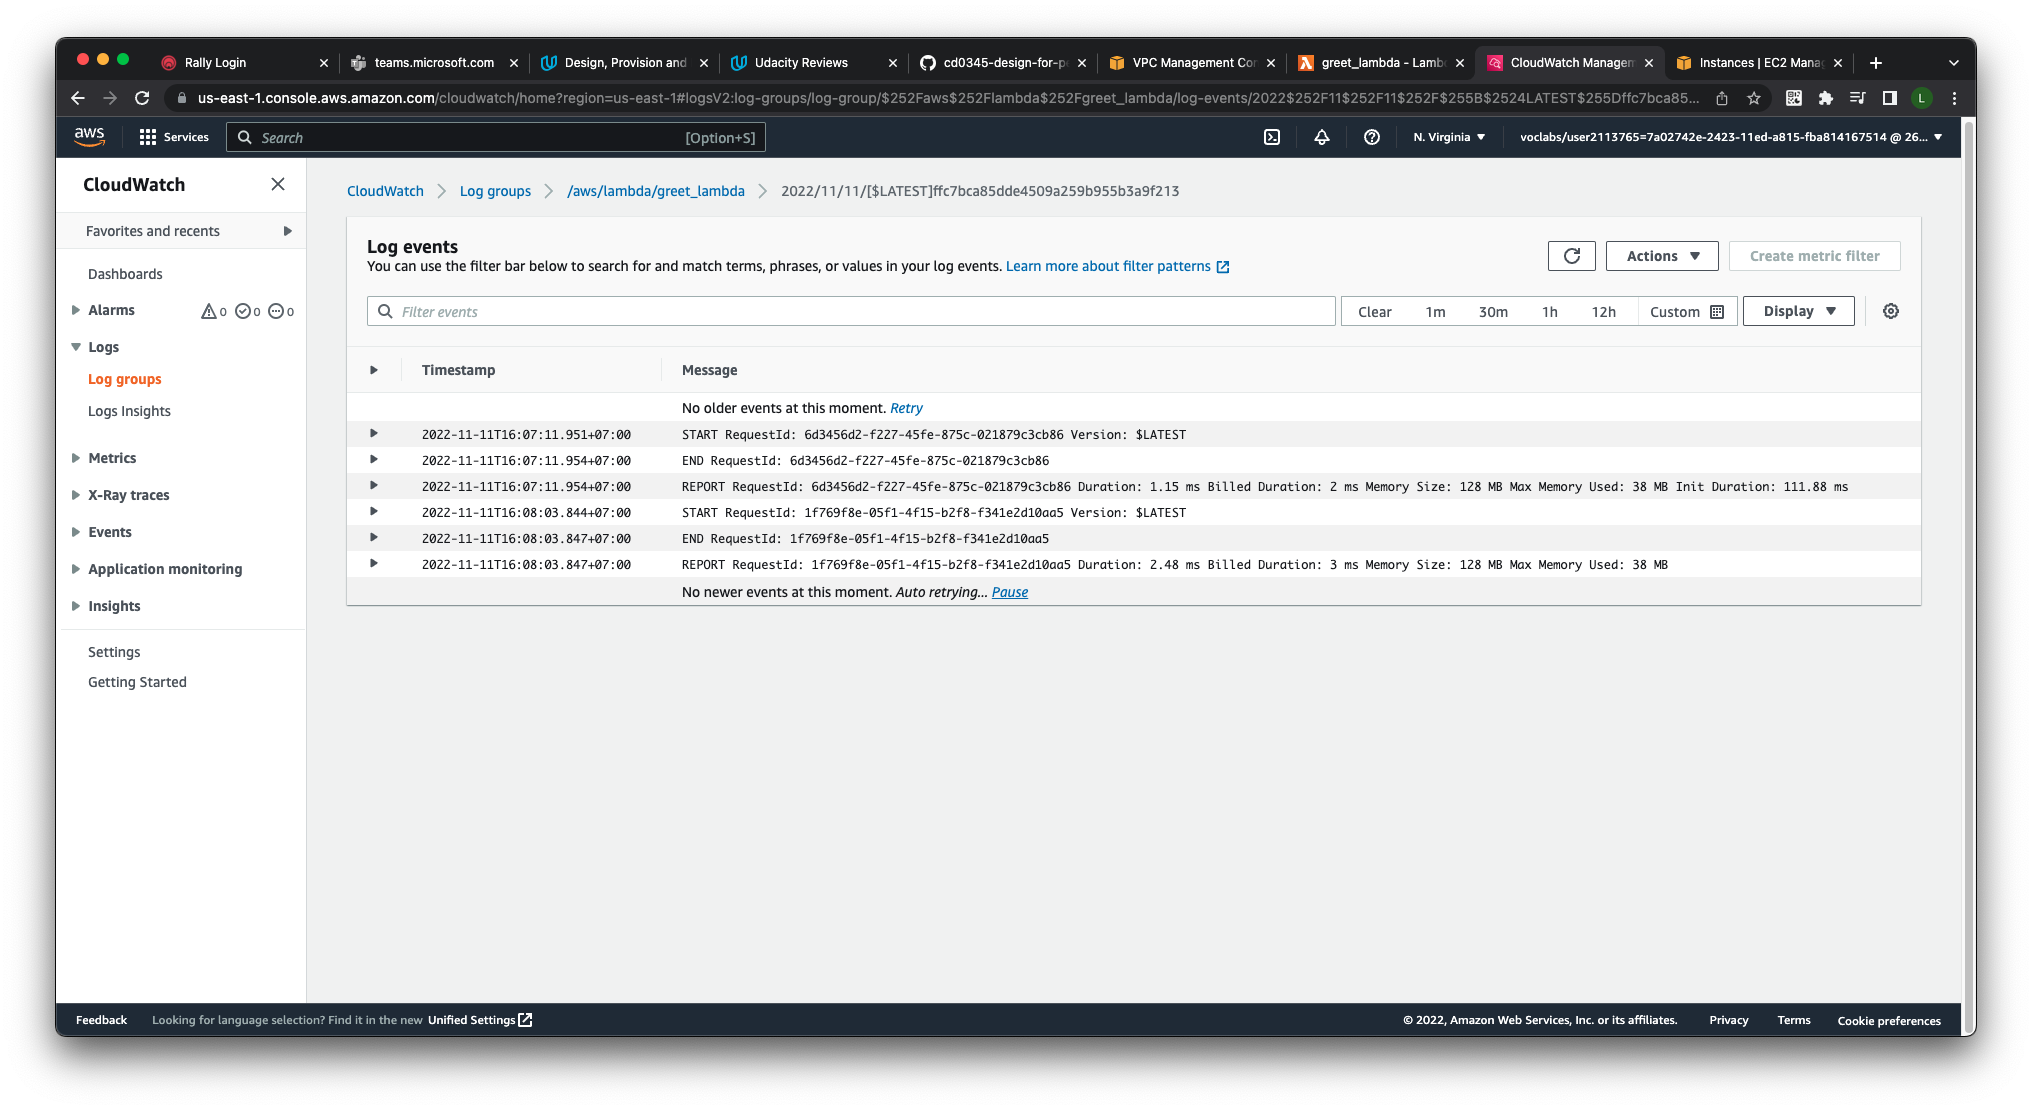 Rally Login
teams.microsoft.com
Design, Provision and
Udacity Reviews
cd0345-design-for-pe
VPC Management Con
greet_lambda - Lambd
CloudWatch Managem
Instances | EC2 Manag
us-east-1.console.aws.amazon.com/cloudwatch/home?region=us-east-1#logsV2:log-groups/log-group/$252Faws$252Flambda$252Fgreet_lambda/log-events/2022$252F11$252F11$252F$255B$2524LATEST$255Dffc7bca85...
L
aws
Services
Search
[Option+S]
N. Virginia
voclabs/user2113765=7a02742e-2423-11ed-a815-fba814167514 @ 26...
CloudWatch
Favorites and recents
Dashboards
Alarms
0
0
0
Logs
Log groups
Logs Insights
Metrics
X-Ray traces
Events
Application monitoring
Insights
Settings
Getting Started
CloudWatch
Log groups
/aws/lambda/greet_lambda
2022/11/11/[$LATEST]ffc7bca85dde4509a259b955b3a9f213
Log events
You can use the filter bar below to search for and match terms, phrases, or values in your log events. Learn more about filter patterns
Actions
Create metric filter
Filter events
Clear
1m
30m
1h
12h
Custom
Display
Timestamp
Message
No older events at this moment. Retry
2022-11-11T16:07:11.951+07:00 START RequestId: 6d3456d2-f227-45fe-875c-021879c3cb86 Version: $LATEST
2022-11-11T16:07:11.954+07:00 END RequestId: 6d3456d2-f227-45fe-875c-021879c3cb86
2022-11-11T16:07:11.954+07:00 REPORT RequestId: 6d3456d2-f227-45fe-875c-021879c3cb86 Duration: 1.15 ms Billed Duration: 2 ms Memory Size: 128 MB Max Memory Used: 38 MB Init Duration: 111.88 ms
2022-11-11T16:08:03.844+07:00 START RequestId: 1f769f8e-05f1-4f15-b2f8-f341e2d10aa5 Version: $LATEST
2022-11-11T16:08:03.847+07:00 END RequestId: 1f769f8e-05f1-4f15-b2f8-f341e2d10aa5
2022-11-11T16:08:03.847+07:00 REPORT RequestId: 1f769f8e-05f1-4f15-b2f8-f341e2d10aa5 Duration: 2.48 ms Billed Duration: 3 ms Memory Size: 128 MB Max Memory Used: 38 MB
No newer events at this moment. Auto retrying... Pause
Feedback
Looking for language selection? Find it in the new Unified Settings
© 2022, Amazon Web Services, Inc. or its affiliates.
Privacy
Terms
Cookie preferences